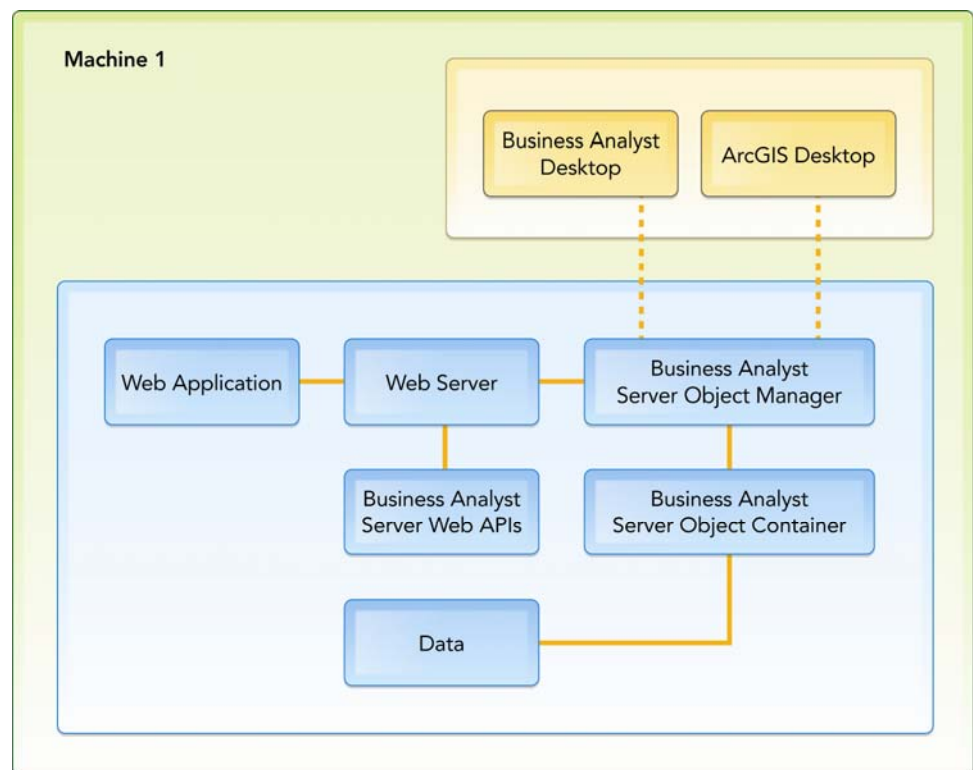 Machine 1
Business Analyst
Desktop
ArcGIS Desktop
Web Application
Web Server
Business Analyst
Server Object Manager
Business Analyst
Server Web APIs
Business Analyst
Server Object Container
Data